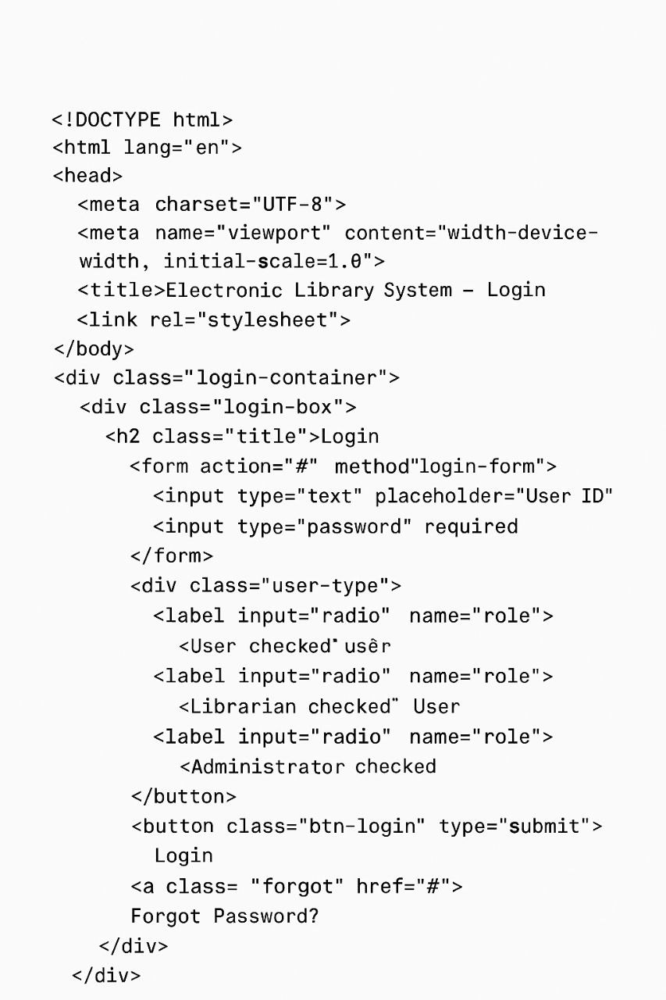 <!DOCTYPE html>
<html lang="en">
<head>
<meta charset="UTF-8">
<meta name="viewport" content="width-device-
width, initial-scale=1.0">
<title>Electronic Library System – Login
<link rel="stylesheet">
</body>
<div class="login-container">
<div class="login-box">
<h2 class="title">Login
<form action="#" method"login-form">
<input type="text" placeholder="User ID"
<input type="password" required
</form>
<div class="user-type">
<label input="radio" name="role">
<User checked" usêr
<label input="radio" name="role">
<Librarian checked" User
<label input="radio" name="role">
<Administrator checked
</button>
<button class="btn-login" type="submit">
Login
<a class= "forgot" href="#">
Forgot Password?
</div>
</div>